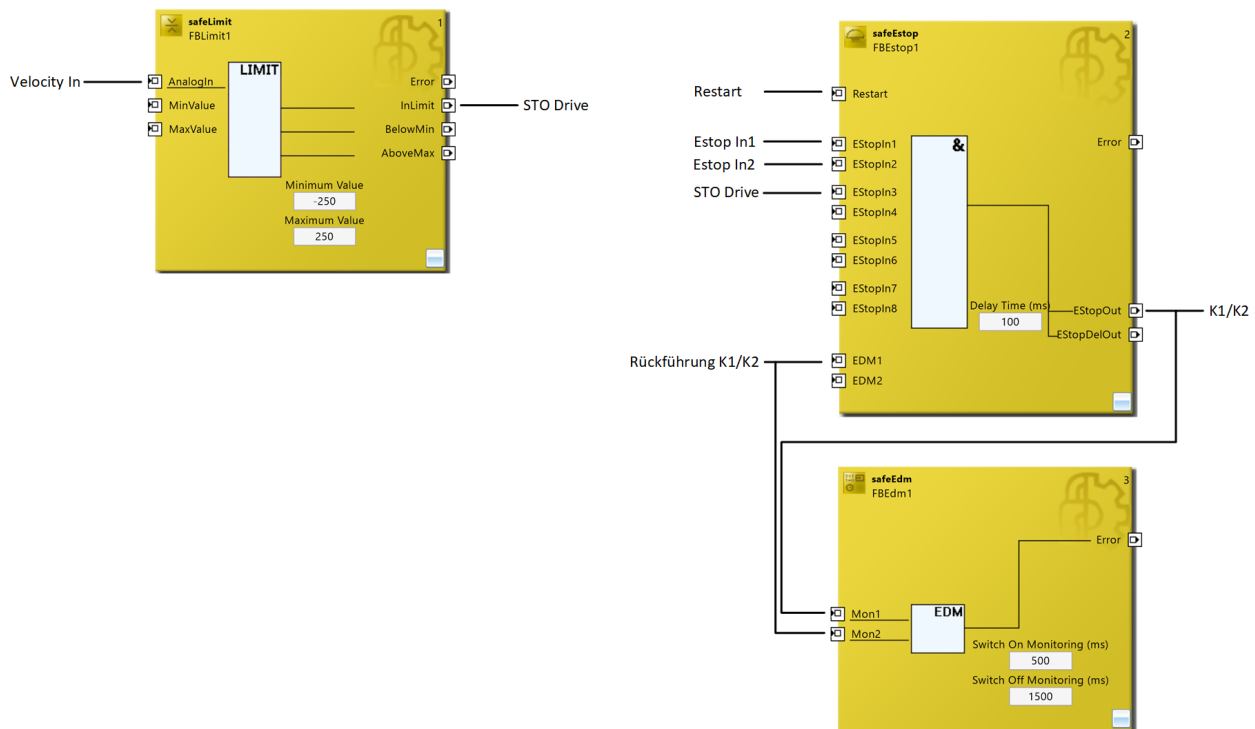 safeLimit
FBLimit1
1
LIMIT
Velocity In
AnalogIn
MinValue
MaxValue
Error
InLimit
BelowMin
AboveMax
STO Drive
Minimum Value
-250
Maximum Value
250
safeEstop
FBEstop1
2
Restart
Restart
&
Estop In1
EStopIn1
Estop In2
EStopIn2
STO Drive
EStopIn3
EStopIn4
EStopIn5
EStopIn6
EStopIn7
EStopIn8
Error
Delay Time (ms)
100
EStopOut
EStopDelOut
K1/K2
Rückführung K1/K2
EDM1
EDM2
safeEdm
FBEdm1
3
Error
Mon1
Mon2
EDM
Switch On Monitoring (ms)
500
Switch Off Monitoring (ms)
1500